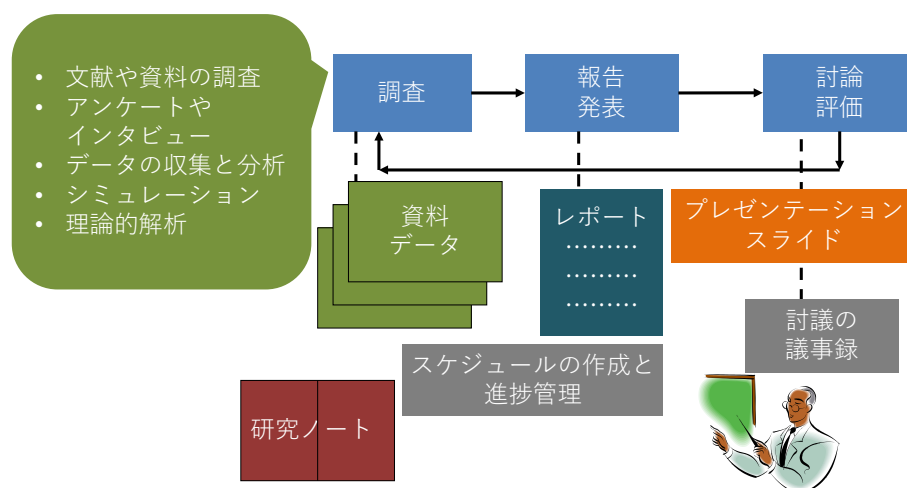 • 文献や資料の調査
• アンケートや
インタビュー
• データの収集と分析
• シミュレーション
• 理論的解析
調査
報告
発表
討論
評価
資料
データ
レポート
………
………
………
プレゼンテーション
スライド
討議の
議事録
スケジュールの作成と
進捗管理
研究ノート